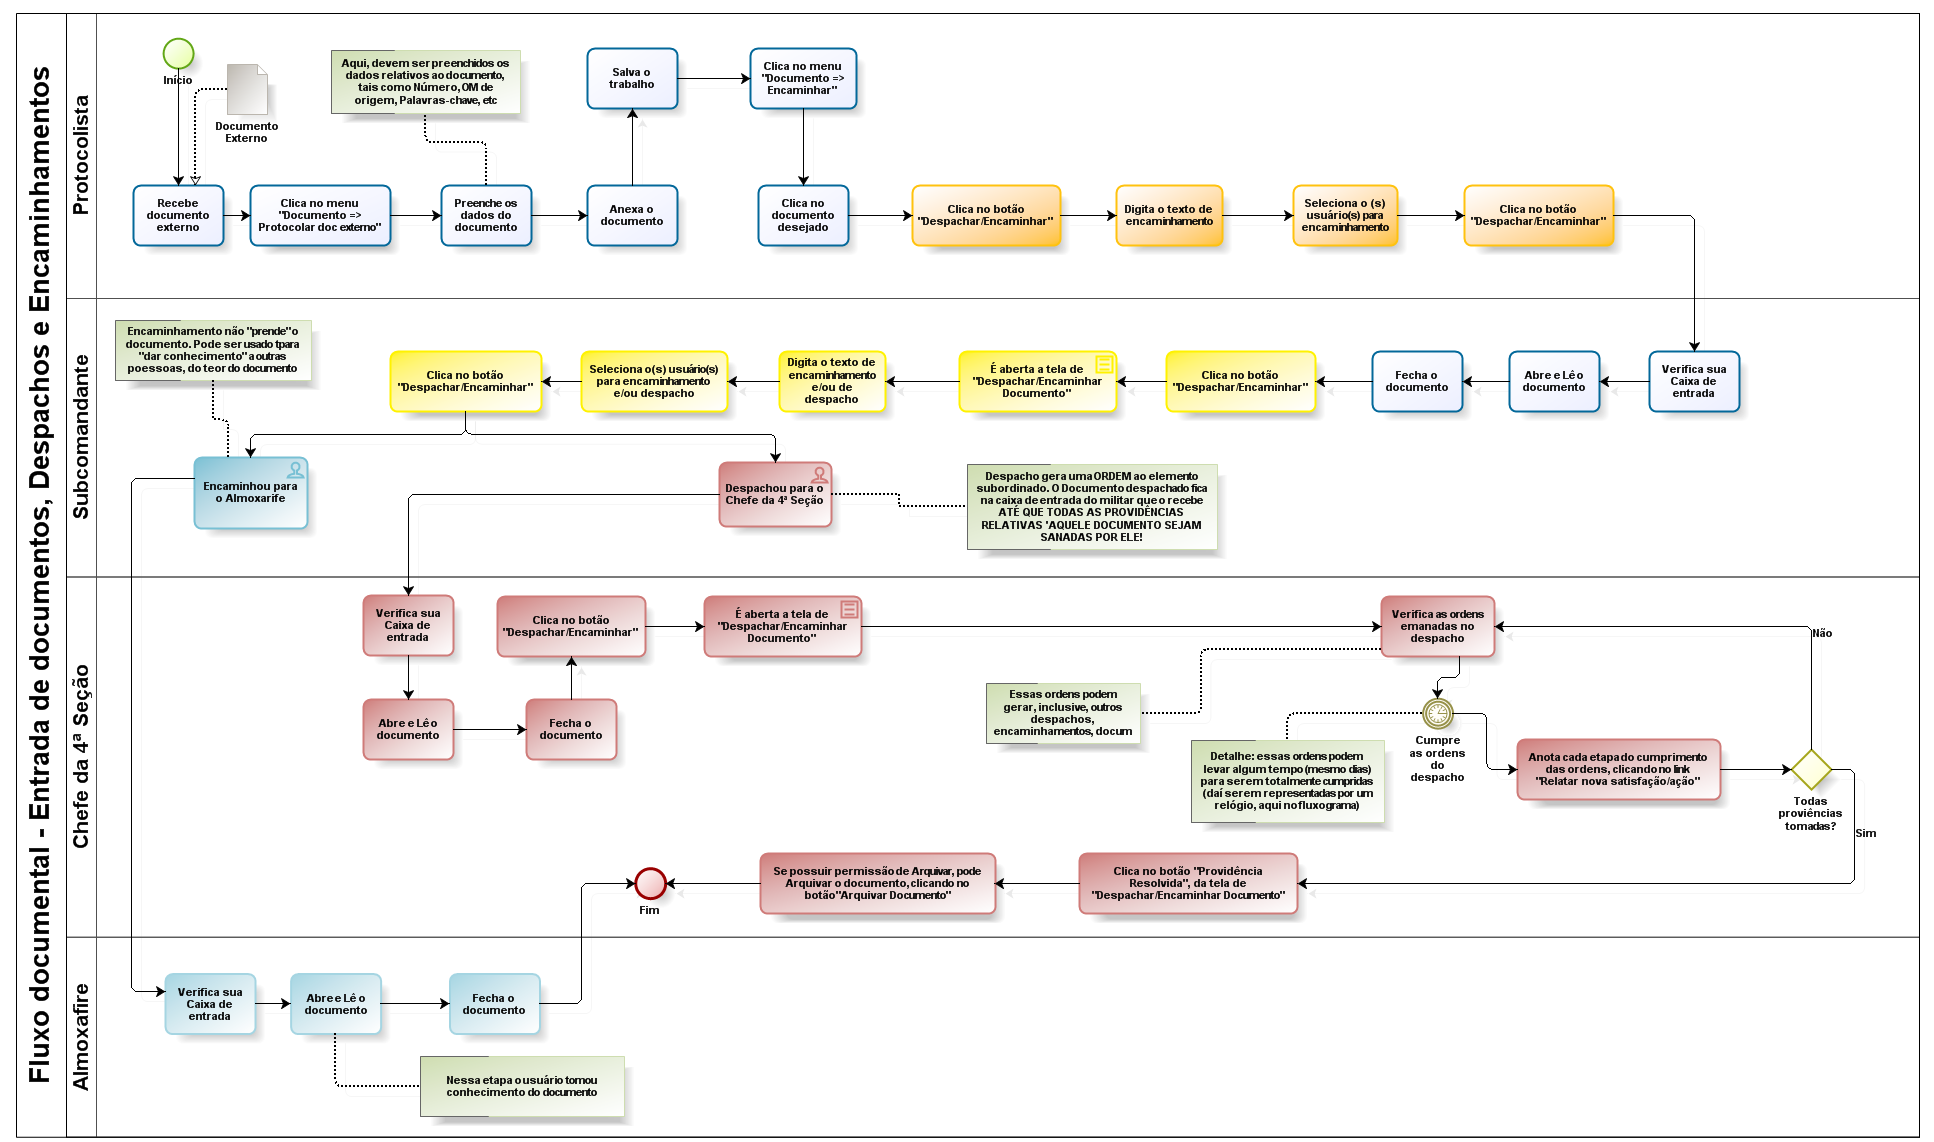 Fluxo documental - Entrada de documentos, Despachos e Encaminhamentos
Protocolista
Início
Documento
Externo
Aqui, devem ser preenchidos os
dados relativos ao documento,
tais como Número, OM de
origem, Palavras-chave, etc
Salva o
trabalho
Clica no menu
"Documento =>
Encaminhar"
Recebe
documento
externo
Clica no menu
"Documento =>
Protocolar doc externo"
Preenche os
dados do
documento
Anexa o
documento
Clica no
documento
desejado
Clica no botão
"Despachar/Encaminhar"
Digita o texto de
encaminhamento
Seleciona o (s)
usuário(s) para
encaminhamento
Clica no botão
"Despachar/Encaminhar"
Subcomandante
Encaminhamento não "prende" o
documento. Pode ser usado tpara
"dar conhecimento" a outras
poessoas, do teor do documento
Clica no botão
"Despachar/Encaminhar"
Seleciona o(s) usuário(s)
para encaminhamento
e/ou despacho
Digita o texto de
encaminhamento
e/ou de
despacho
É aberta a tela de
"Despachar/Encaminhar
Documento"
Clica no botão
"Despachar/Encaminhar"
Fecha o
documento
Abre e Lê o
documento
Verifica sua
Caixa de
entrada
Encaminhou para
o Almoxarife
Despachou para o
Chefe da 4ª Seção
Despacho gera uma ORDEM ao elemento
subordinado. O Documento despachado fica
na caixa de entrada do militar que o recebe
ATÉ QUE TODAS AS PROVIDÊNCIAS
RELATIVAS 'AQUELE DOCUMENTO SEJAM
SANADAS POR ELE!
Chefe da 4ª Seção
Verifica sua
Caixa de
entrada
Clica no botão
"Despachar/Encaminhar"
É aberta a tela de
"Despachar/Encaminhar
Documento"
Verifica as ordens
emanadas no
despacho
Não
Abre e Lê o
documento
Fecha o
documento
Essas ordens podem
gerar, inclusive, outros
despachos,
encaminhamentos, docum
Cumpre
as ordens
do
despacho
Detalhe: essas ordens podem
levar algum tempo (mesmo dias)
para serem totalmente cumpridas
(daí serem representadas por um
relógio, aqui no fluxograma)
Anota cada etapa do cumprimento
das ordens, clicando no link
"Relatar nova satisfação/ação"
Todas
proviências
tomadas?
Sim
Fim
Se possuir permissão de Arquivar, pode
Arquivar o documento, clicando no
botão"Arquivar Documento"
Clica no botão "Providência
Resolvida", da tela de
"Despachar/Encaminhar Documento"
Almoxafire
Verifica sua
Caixa de
entrada
Abre e Lê o
documento
Fecha o
documento
Nessa etapa o usuário tomou
conhecimento do documento